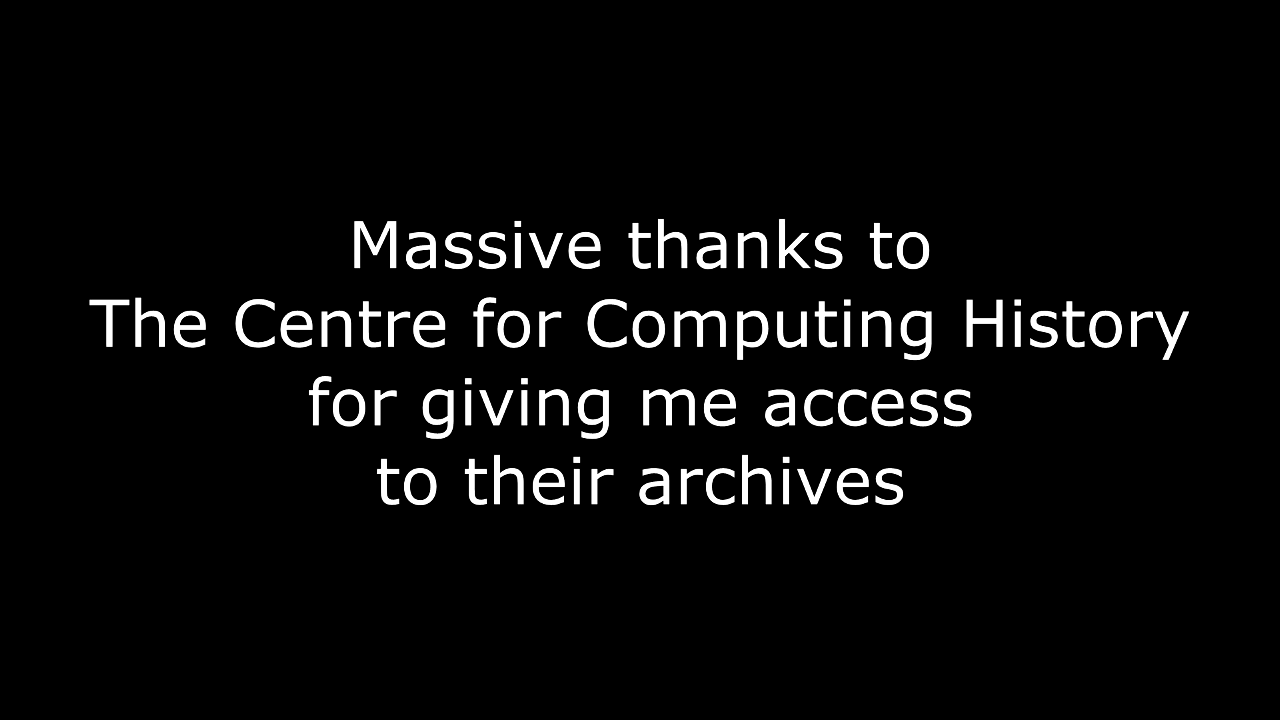 Massive thanks to
The Centre for Computing History
for giving me access
to their archives